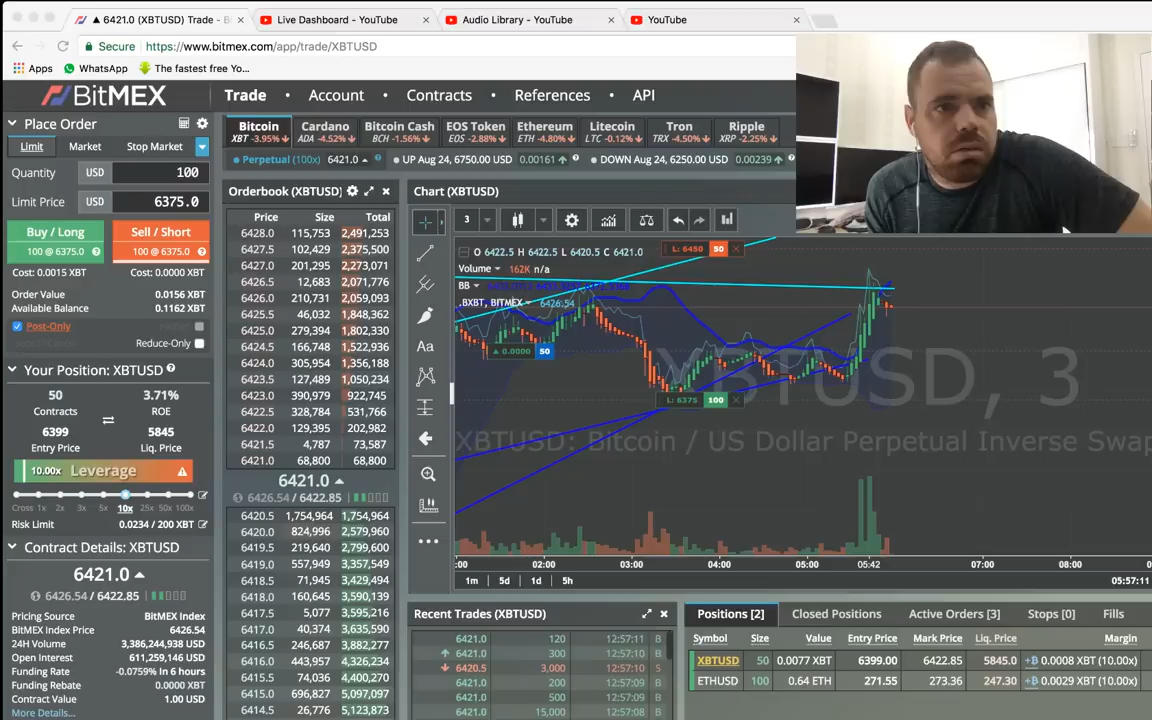 ▲ 6421.0 (XBTUSD) Trade - B
Live Dashboard - YouTube
Audio Library - YouTube
YouTube
Secure
https://www.bitmex.com/app/trade/XBTUSD
Apps
WhatsApp
The fastest free Yo...
BitMEX
Trade • Account • Contracts • References • API
Bitcoin Cardano Bitcoin Cash EOS Token Ethereum Litecoin Tron Ripple
XBT -3.95% ADA -4.52% BCH -1.56% EOS -2.88% ETH -4.80% LTC -0.12% TRX -4.50% XRP -2.25%
Perpetual (100x) 6421.0 UP Aug 24, 6750.00 USD 0.00161 DOWN Aug 24, 6250.00 USD 0.00239
Place Order
Limit Market Stop Market
Quantity USD 100
Limit Price USD 6375.0
Buy / Long Sell / Short
100 @ 6375.0 100 @ 6375.0
Cost: 0.0015 XBT Cost: 0.0000 XBT
Order Value 0.0156 XBT
Available Balance 0.1162 XBT
Post-Only
Reduce-Only
Your Position: XBTUSD
50 3.71%
Contracts ROE
6399 5845
Entry Price Liq. Price
10.00x Leverage
Cross 1x 2x 3x 5x 10x 25x 50x 100x
Risk Limit 0.0234 / 200 XBT
Contract Details: XBTUSD
6421.0
6426.54 / 6422.85
Pricing Source BitMEX Index
BitMEX Index Price 6426.54
24H Volume 3,386,244,938 USD
Open Interest 611,259,146 USD
Funding Rate -0.0759% in 6 hours
Funding Rebate 0.0000 XBT
Contract Value 1.00 USD
More Details...
Orderbook (XBTUSD)
Price Size Total
6428.0 115,753 2,491,253
6427.5 102,429 2,375,500
6427.0 201,295 2,273,071
6426.5 12,683 2,071,776
6426.0 210,731 2,059,093
6425.5 46,032 1,848,362
6425.0 279,394 1,802,330
6424.5 166,748 1,522,936
6424.0 305,954 1,356,188
6423.5 127,489 1,050,234
6423.0 390,979 922,745
6422.5 328,784 531,766
6422.0 129,395 202,982
6421.5 4,787 73,587
6421.0 68,800 68,800
6421.0
6426.54 / 6422.85
6420.5 1,754,964 1,754,964
6420.0 824,996 2,579,960
6419.5 219,640 2,799,600
6419.0 557,949 3,357,549
6418.5 71,945 3,429,494
6418.0 160,645 3,590,139
6417.5 5,077 3,595,216
6417.0 40,374 3,635,590
6416.5 246,687 3,882,277
6416.0 443,957 4,326,234
6415.5 74,036 4,400,270
6415.0 696,827 5,097,097
6414.5 26,776 5,123,873
Chart (XBTUSD)
3
O 6422.5 H 6422.5 L 6420.5 C 6421.0
Volume 162K n/a
BB
.BXBT, BITMEX 6426.54
L: 6450 50
0.0000 50
L: 6375 100
XBTUSD, 3
XBTUSD: Bitcoin / US Dollar Perpetual Inverse Swap
:00 02:00 03:00 04:00 05:00 05:42 07:00 08:00
1m 5d 1d 5h
05:57:11
Recent Trades (XBTUSD)
6421.0 120 12:57:11 B
6421.0 300 12:57:10 B
6420.5 3,000 12:57:10 S
6421.0 200 12:57:09 B
6421.0 500 12:57:09 B
6421.0 15,000 12:57:08 B
Positions [2] Closed Positions Active Orders [3] Stops [0] Fills
Symbol Size Value Entry Price Mark Price Liq. Price Margin
XBTUSD 50 0.0077 XBT 6399.00 6422.85 5845.0 0.0008 XBT (10.00x)
ETHUSD 100 0.64 ETH 271.55 273.36 247.30 0.0029 XBT (10.00x)